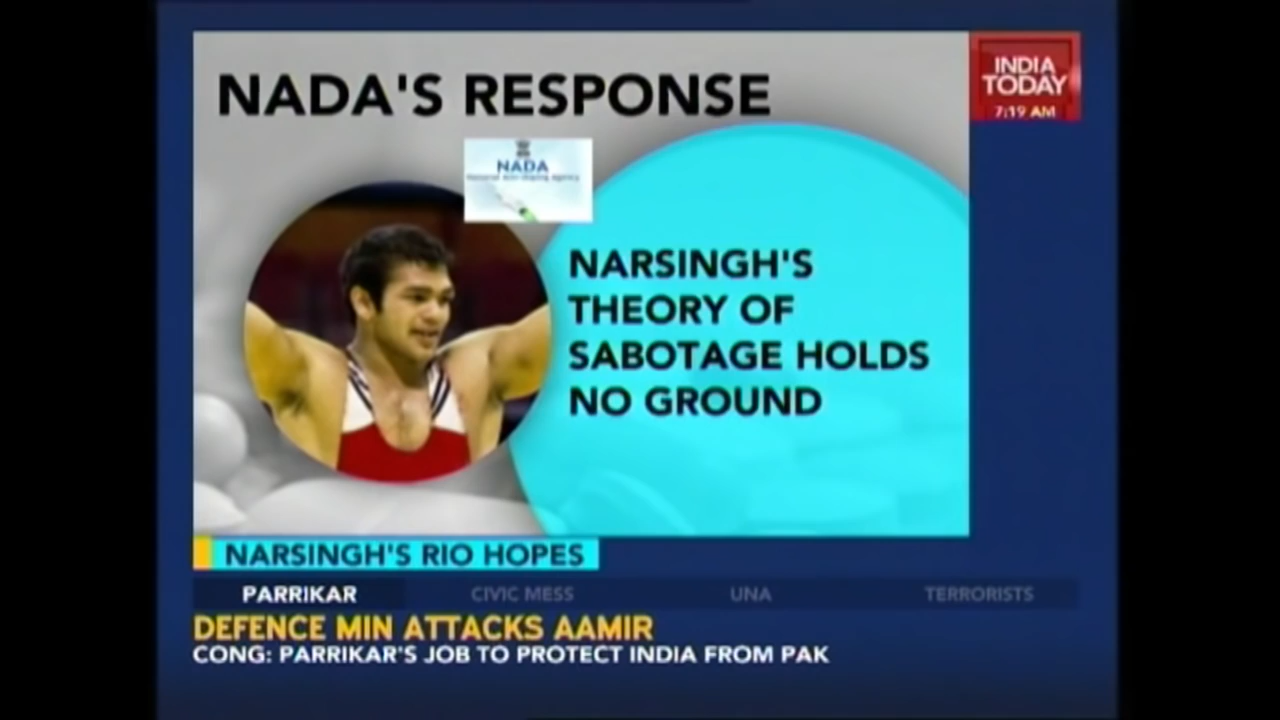 NADA'S RESPONSE
INDIA
TODAY
7:19 AM
NADA
NARSINGH'S
THEORY OF
SABOTAGE HOLDS
NO GROUND
NARSINGH'S RIO HOPES
PARRIKAR CIVIC MESS UNA TERRORISTS
DEFENCE MIN ATTACKS AAMIR
CONG: PARRIKAR'S JOB TO PROTECT INDIA FROM PAK